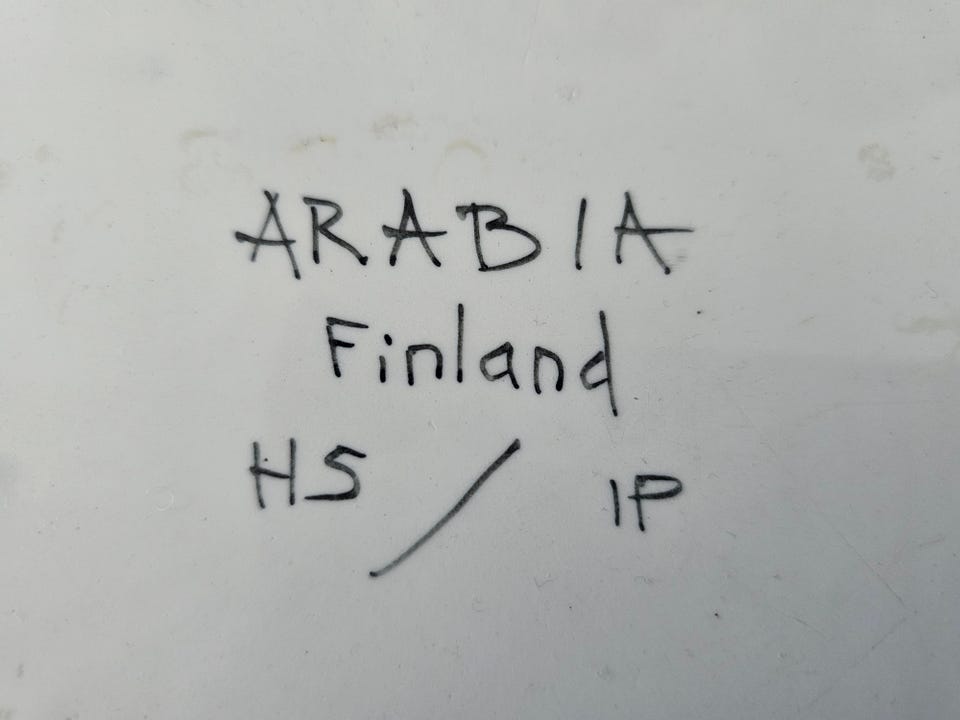 ARABIA
Finland
HS / IP